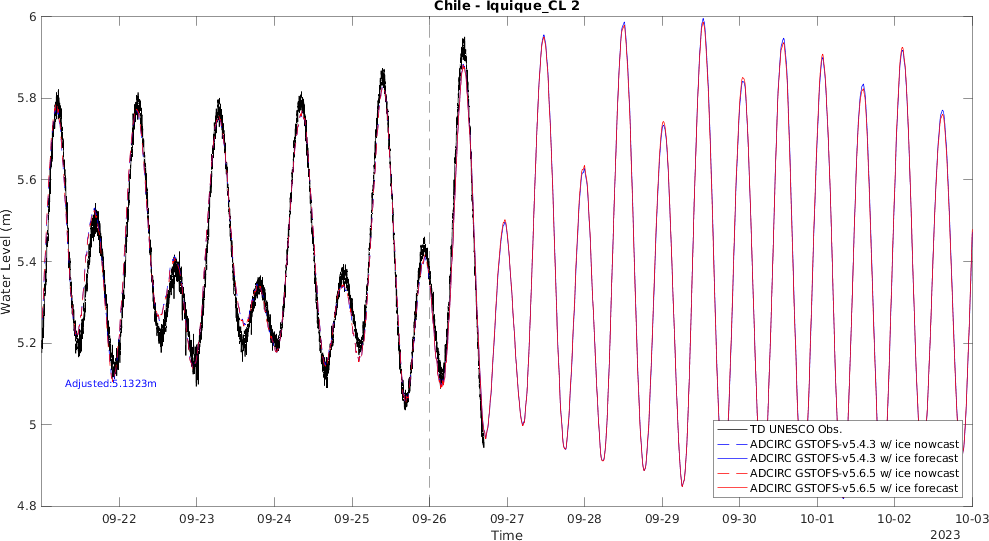 Chile - Iquique_CL 2
Water Level (m)
6
5.8
5.6
5.4
5.2
5
4.8
Adjusted:5.1323m
TD UNESCO Obs.
ADCIRC GSTOFS-v5.4.3 w/ ice nowcast
ADCIRC GSTOFS-v5.4.3 w/ ice forecast
ADCIRC GSTOFS-v5.6.5 w/ ice nowcast
ADCIRC GSTOFS-v5.6.5 w/ ice forecast
09-22 09-23 09-24 09-25 09-26 09-27 09-28 09-29 09-30 10-01 10-02 10-03
Time
2023